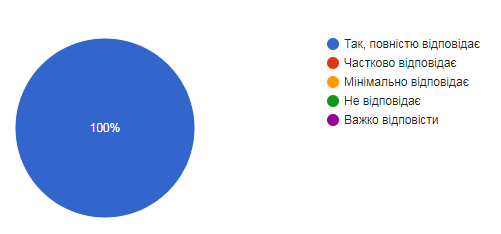 Так, повністю відповідає
Частково відповідає
Мінімально відповідає
100%
Не відповідає
Важко відповісти